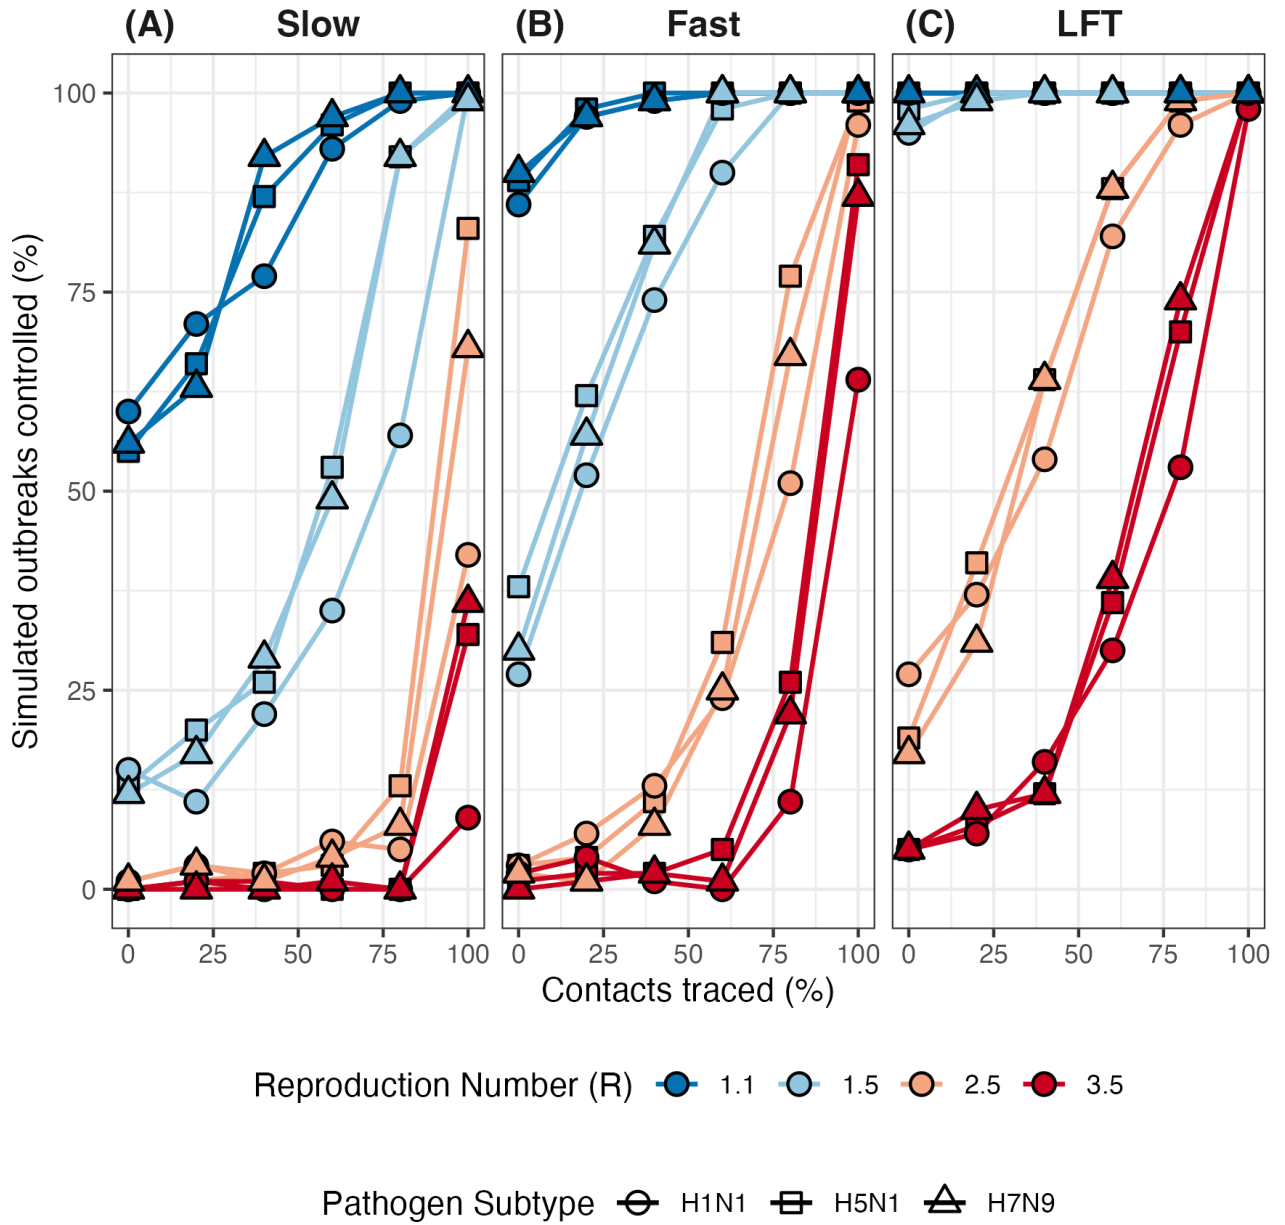 (A) Slow (B) Fast (C) LFT
Simulated outbreaks controlled (%)
100
75
50
25
0
0 25 50 75 100 0 25 50 75 100 0 25 50 75 100
Contacts traced (%)
Reproduction Number (R) 1.1 1.5 2.5 3.5
Pathogen Subtype H1N1 H5N1 H7N9